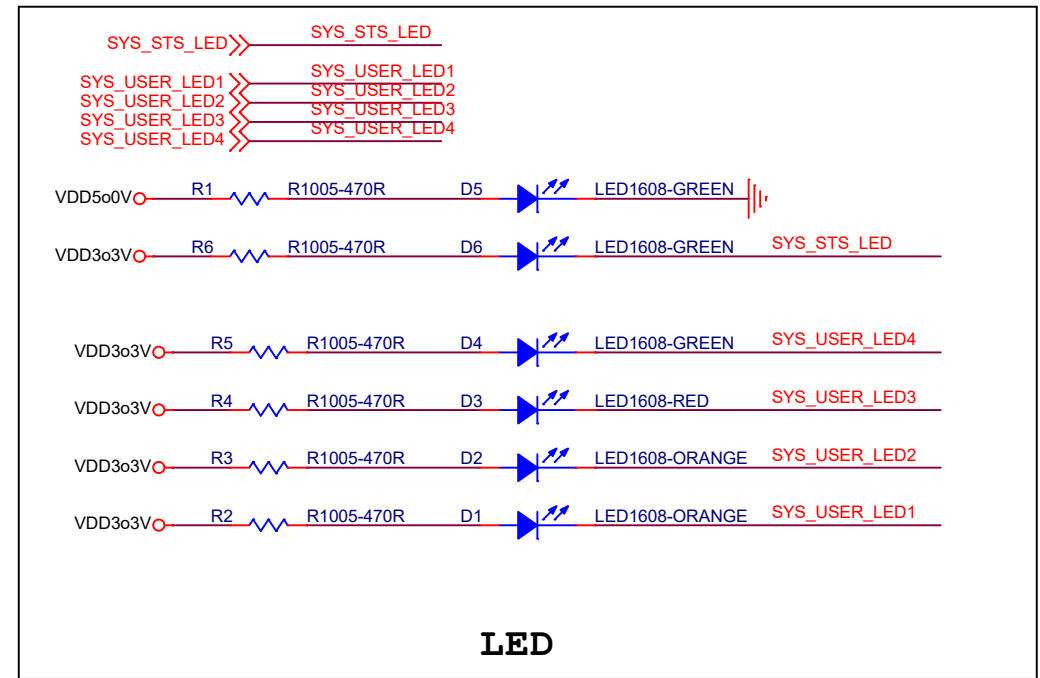 SYS_STS_LED SYS_STS_LED
SYS_USER_LED1 SYS_USER_LED1
SYS_USER_LED2 SYS_USER_LED2
SYS_USER_LED3 SYS_USER_LED3
SYS_USER_LED4 SYS_USER_LED4
VDD5o0V R1 R1005-470R D5 LED1608-GREEN
VDD3o3V R6 R1005-470R D6 LED1608-GREEN SYS_STS_LED
VDD3o3V R5 R1005-470R D4 LED1608-GREEN SYS_USER_LED4
VDD3o3V R4 R1005-470R D3 LED1608-RED SYS_USER_LED3
VDD3o3V R3 R1005-470R D2 LED1608-ORANGE SYS_USER_LED2
VDD3o3V R2 R1005-470R D1 LED1608-ORANGE SYS_USER_LED1
LED